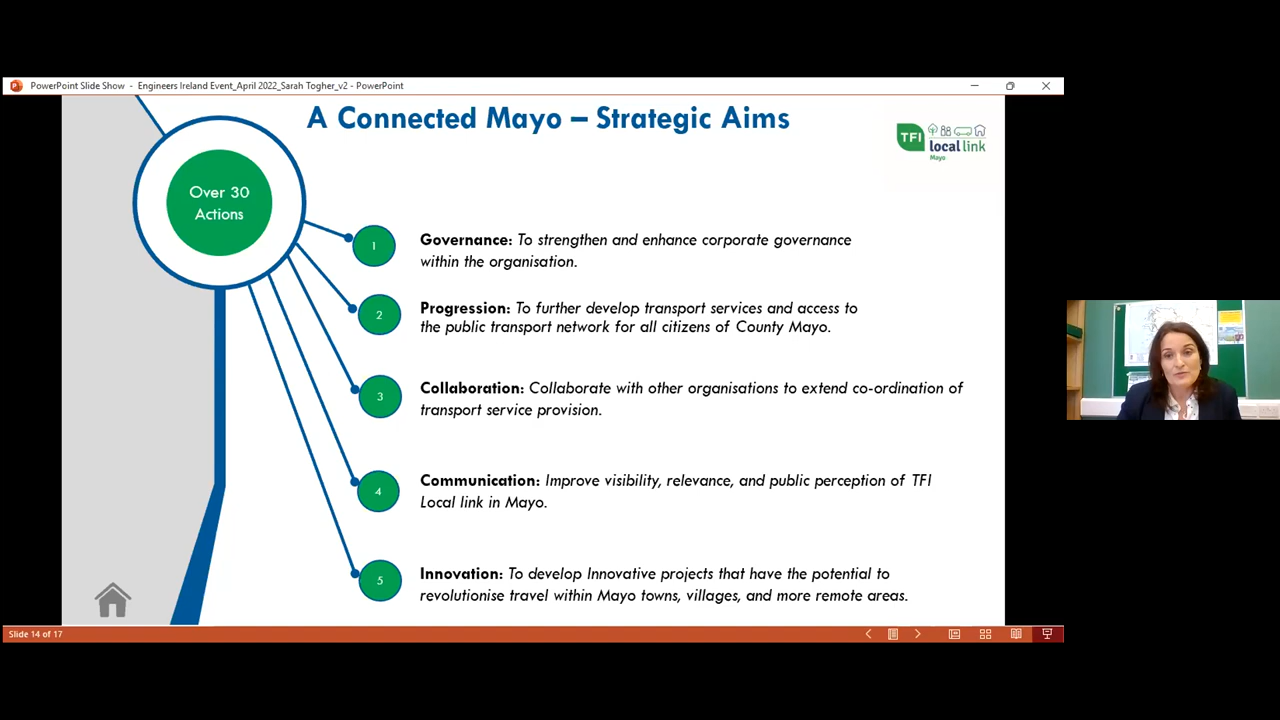 PowerPoint Slide Show - Engineers Ireland Event_April 2022_Sarah Togher_v2 - PowerPoint
A Connected Mayo – Strategic Aims
TFI
local link
Mayo
Over 30
Actions
1
Governance: To strengthen and enhance corporate governance
within the organisation.
2
Progression: To further develop transport services and access to
the public transport network for all citizens of County Mayo.
3
Collaboration: Collaborate with other organisations to extend co-ordination of
transport service provision.
4
Communication: Improve visibility, relevance, and public perception of TFI
Local link in Mayo.
5
Innovation: To develop Innovative projects that have the potential to
revolutionise travel within Mayo towns, villages, and more remote areas.
Slide 14 of 17